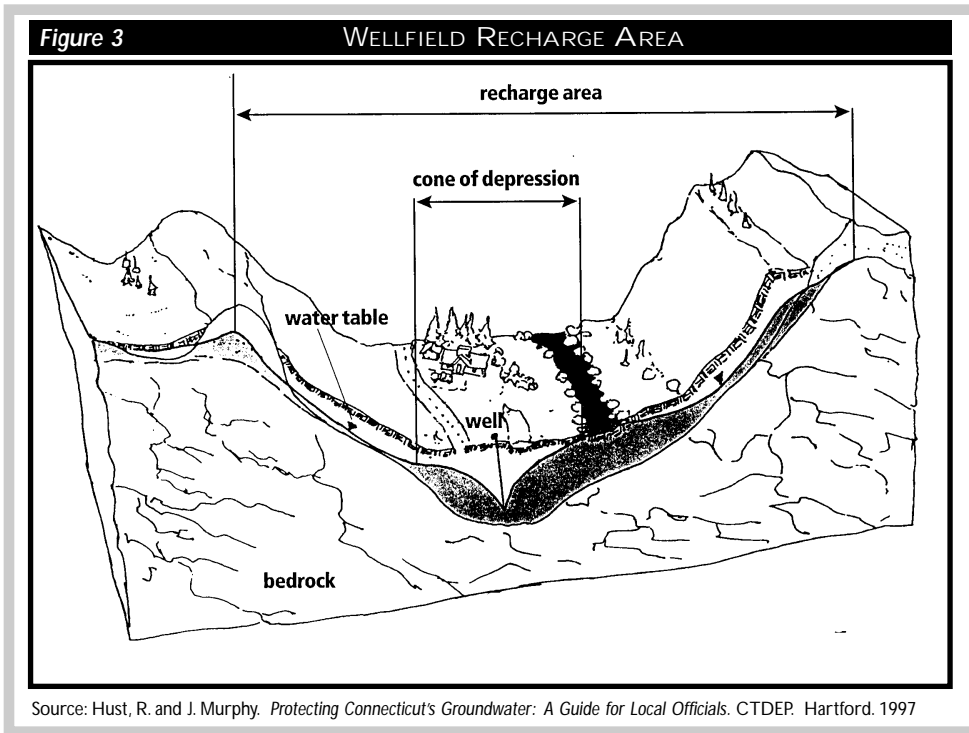 Figure 3 WELLFIELD RECHARGE AREA
recharge area
cone of depression
water table
well
bedrock
Source: Hust, R. and J. Murphy. Protecting Connecticut's Groundwater: A Guide for Local Officials. CTDEP. Hartford. 1997